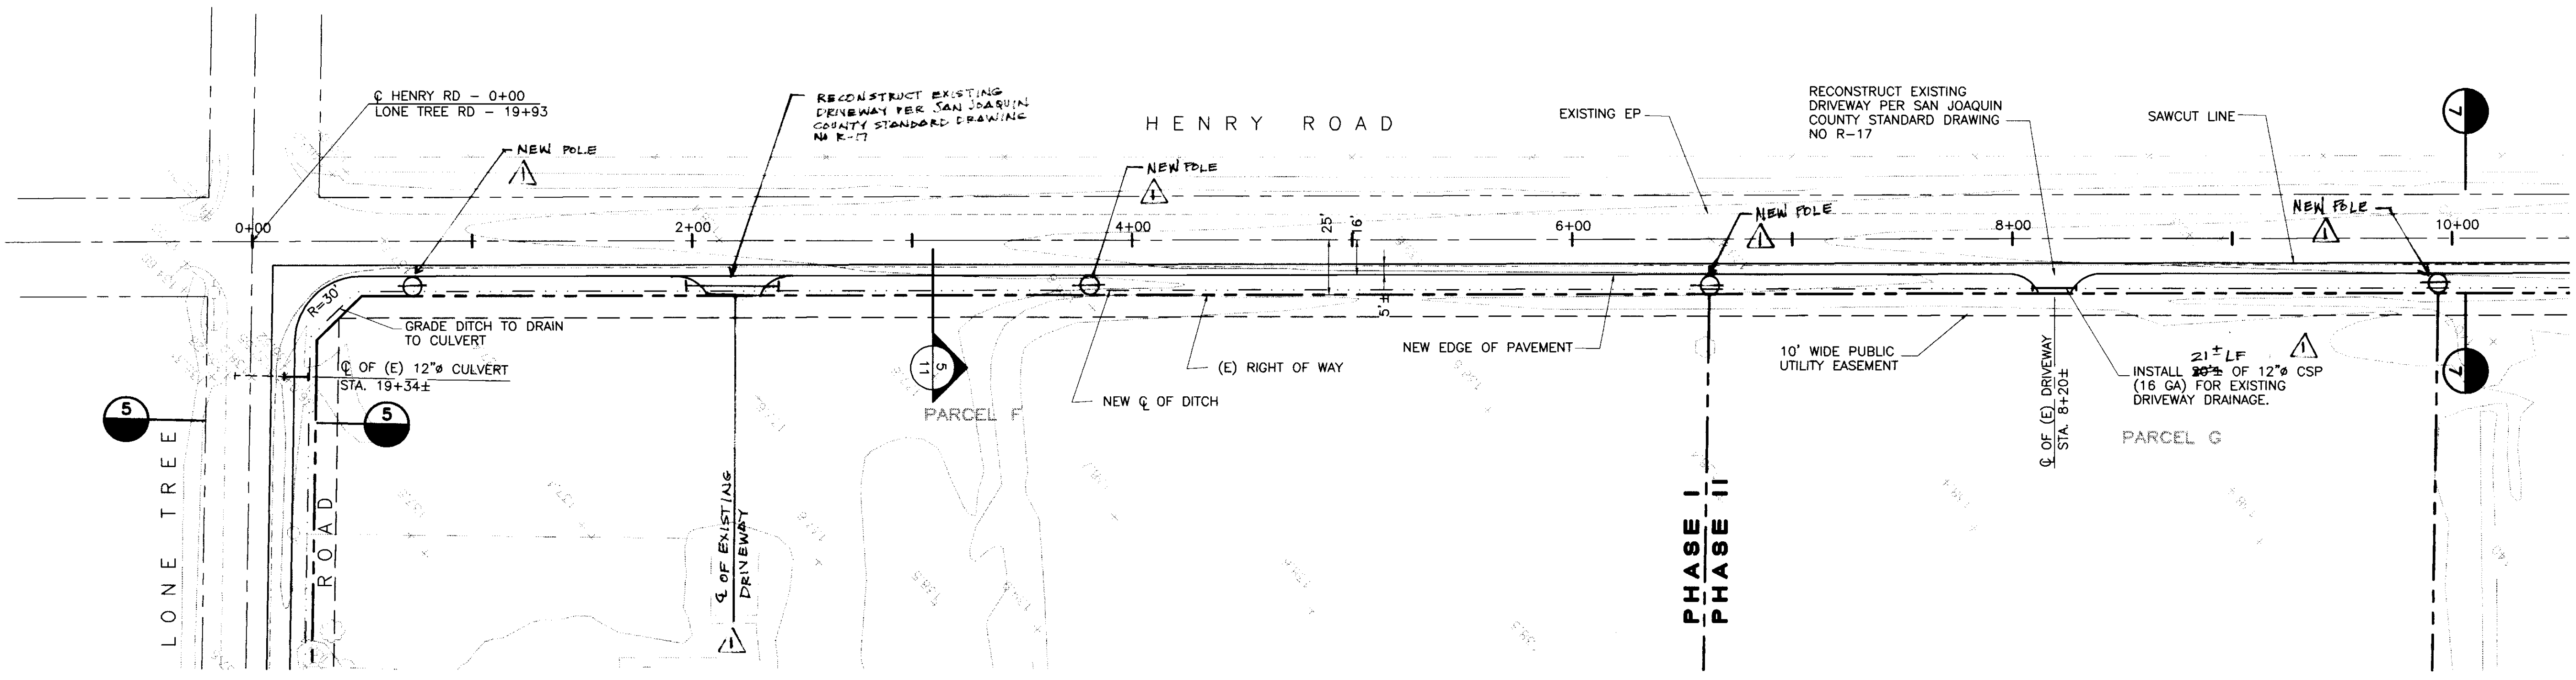 ℄ HENRY RD - 0+00
LONE TREE RD - 19+93
NEW POLE
1
RECONSTRUCT EXISTING
DRIVEWAY PER SAN JOAQUIN
COUNTY STANDARD DRAWING
NO R-17
HENRY ROAD
NEW POLE
1
EXISTING EP
RECONSTRUCT EXISTING
DRIVEWAY PER SAN JOAQUIN
COUNTY STANDARD DRAWING
NO R-17
SAWCUT LINE
7
NEW POLE
1
NEW POLE
1
0+00
2+00
4+00
6+00
8+00
10+00
25'
16'
5'±
R=30'
GRADE DITCH TO DRAIN
TO CULVERT
℄ OF (E) 12"ø CULVERT
STA. 19+34±
5
5
5
11
PARCEL F
NEW ℄ OF DITCH
(E) RIGHT OF WAY
NEW EDGE OF PAVEMENT
10' WIDE PUBLIC
UTILITY EASEMENT
℄ OF (E) DRIVEWAY
STA. 8+20±
21± LF
1
INSTALL 20'± OF 12"ø CSP
(16 GA) FOR EXISTING
DRIVEWAY DRAINAGE.
7
PARCEL G
LONE TREE
ROAD
℄ OF EXISTING
DRIVEWAY
1
PHASE I
PHASE II